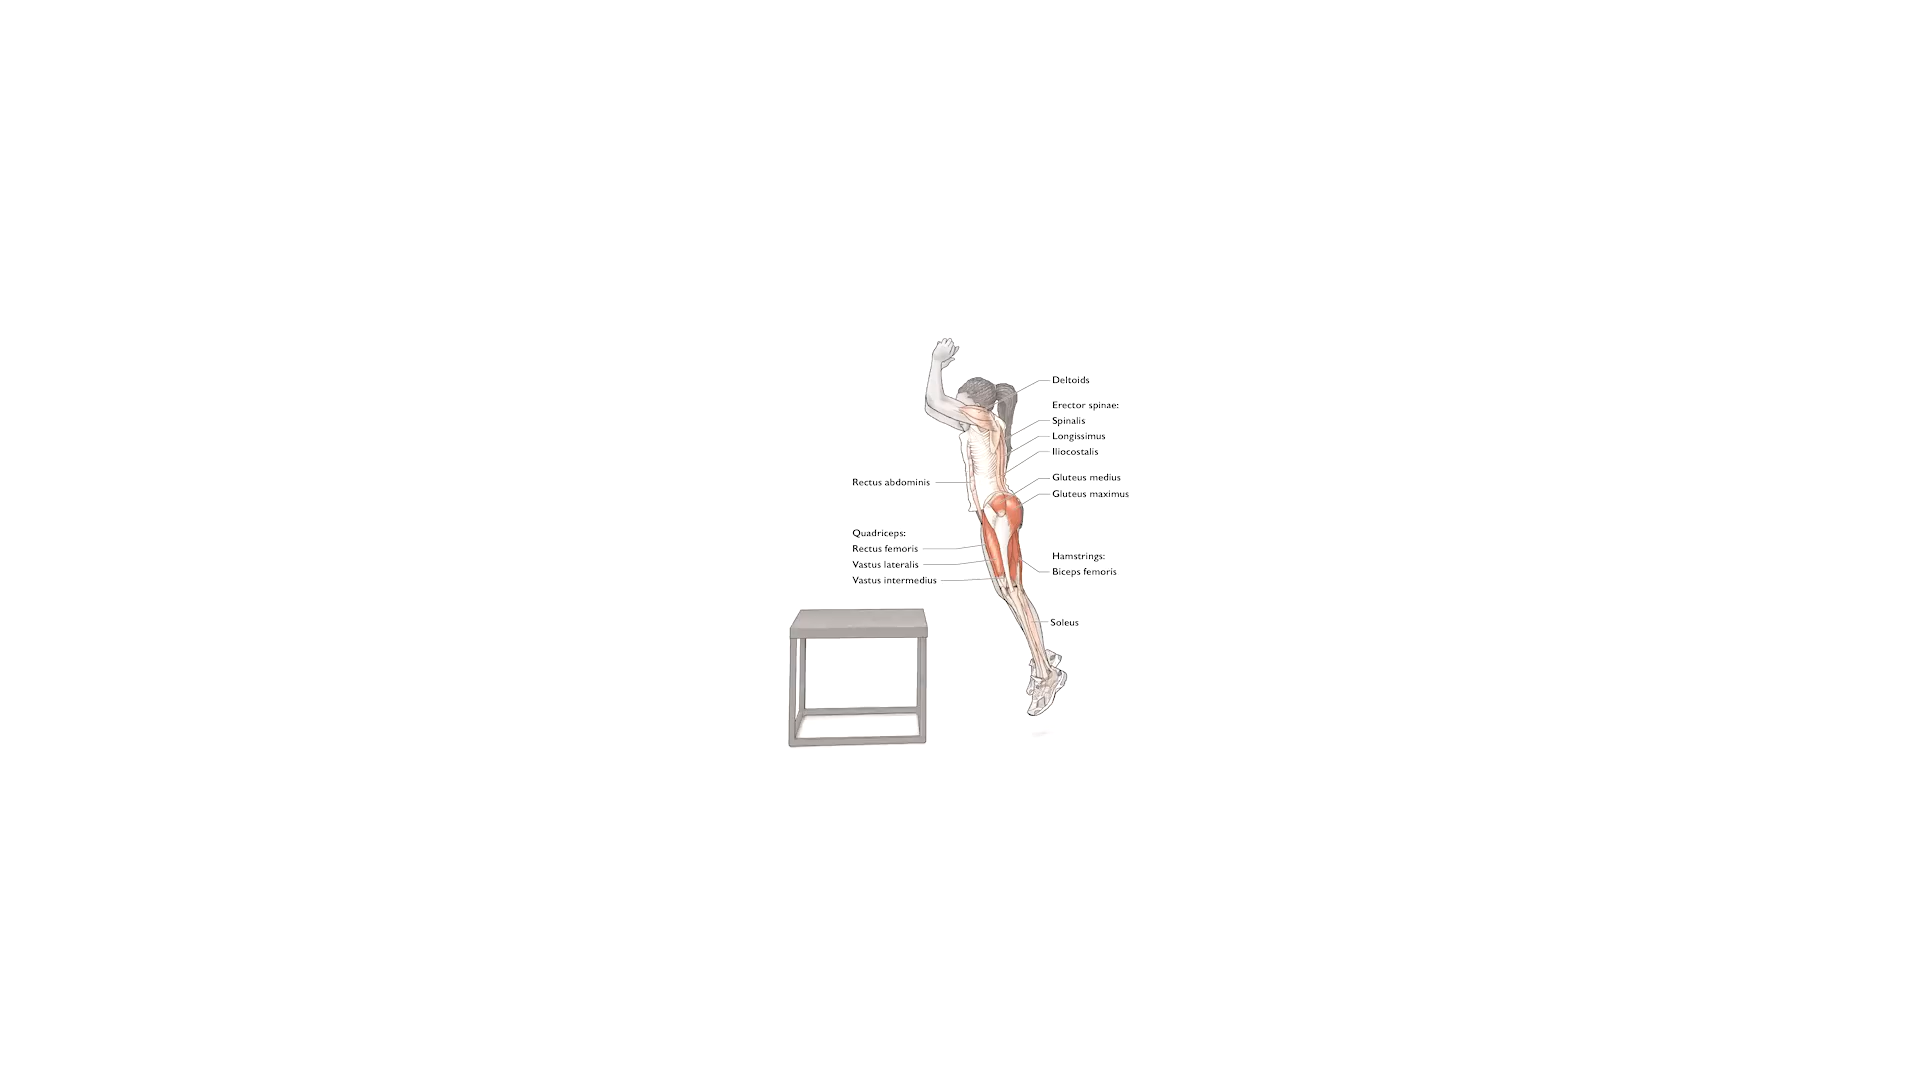 Deltoids
Erector spinae:
Spinalis
Longissimus
Iliocostalis
Gluteus medius
Gluteus maximus
Rectus abdominis
Quadriceps:
Rectus femoris
Vastus lateralis
Vastus intermedius
Hamstrings:
Biceps femoris
Soleus